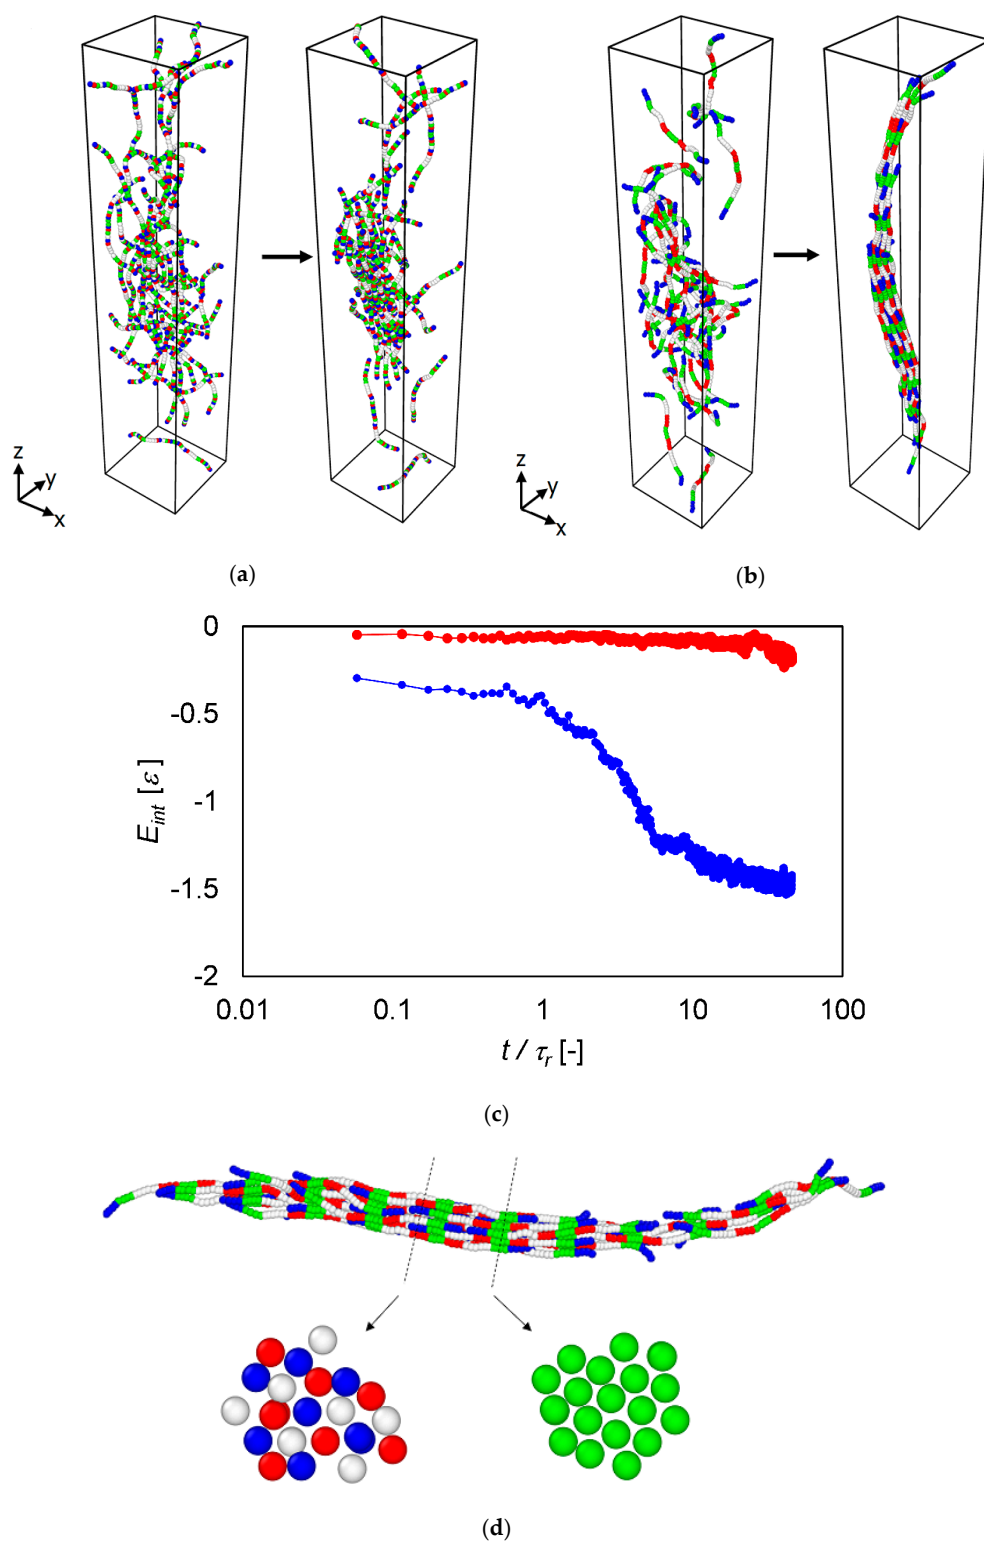 z
y
x
z
y
x
(a)
(b)
0
-0.5
-1
-1.5
-2
E_int [ε]
0.01 0.1 1 10 100
t / τ_r [-]
(c)
(d)